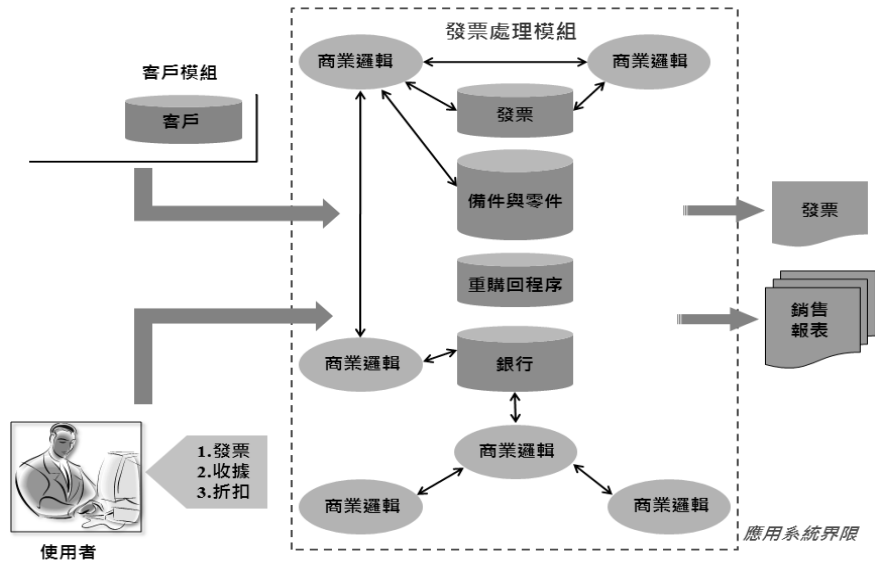 發票處理模組
商業邏輯
商業邏輯
客戶模組
客戶
發票
備件與零件
發票
重購回程序
銷售
報表
商業邏輯
銀行
1.發票
2.收據
3.折扣
商業邏輯
商業邏輯
商業邏輯
應用系統界限
使用者